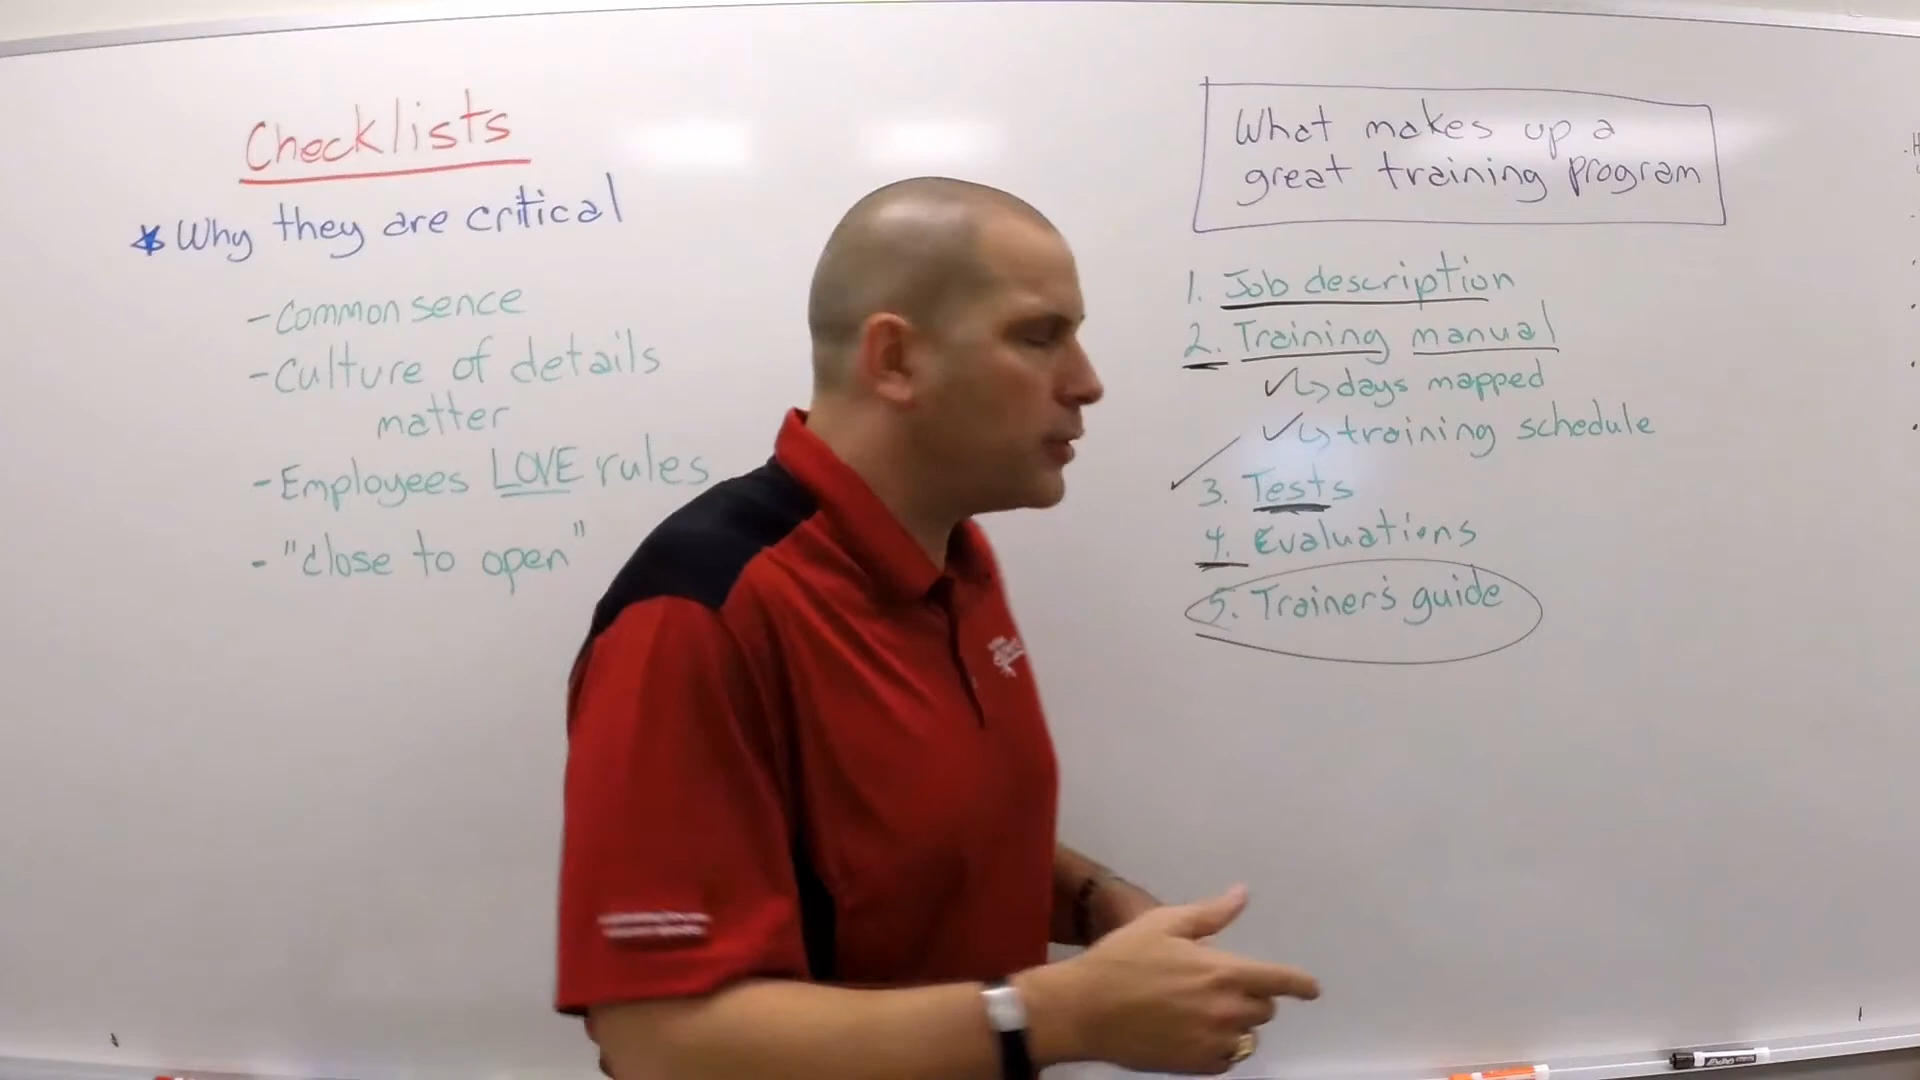 Checklists
Why they are critical
- Common sence
- Culture of details
matter
- Employees LOVE rules
- "close to open"
What makes up a
great training program
1. Job description
2. Training manual
days mapped
training schedule
3. Tests
4. Evaluations
5. Trainer's guide